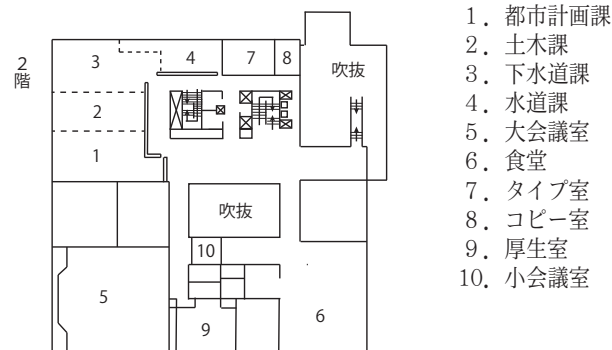 2階
3
4
7
8
吹抜
2
1
吹抜
10
5
9
6
1. 都市計画課
2. 土木課
3. 下水道課
4. 水道課
5. 大会議室
6. 食堂
7. タイプ室
8. コピー室
9. 厚生室
10. 小会議室